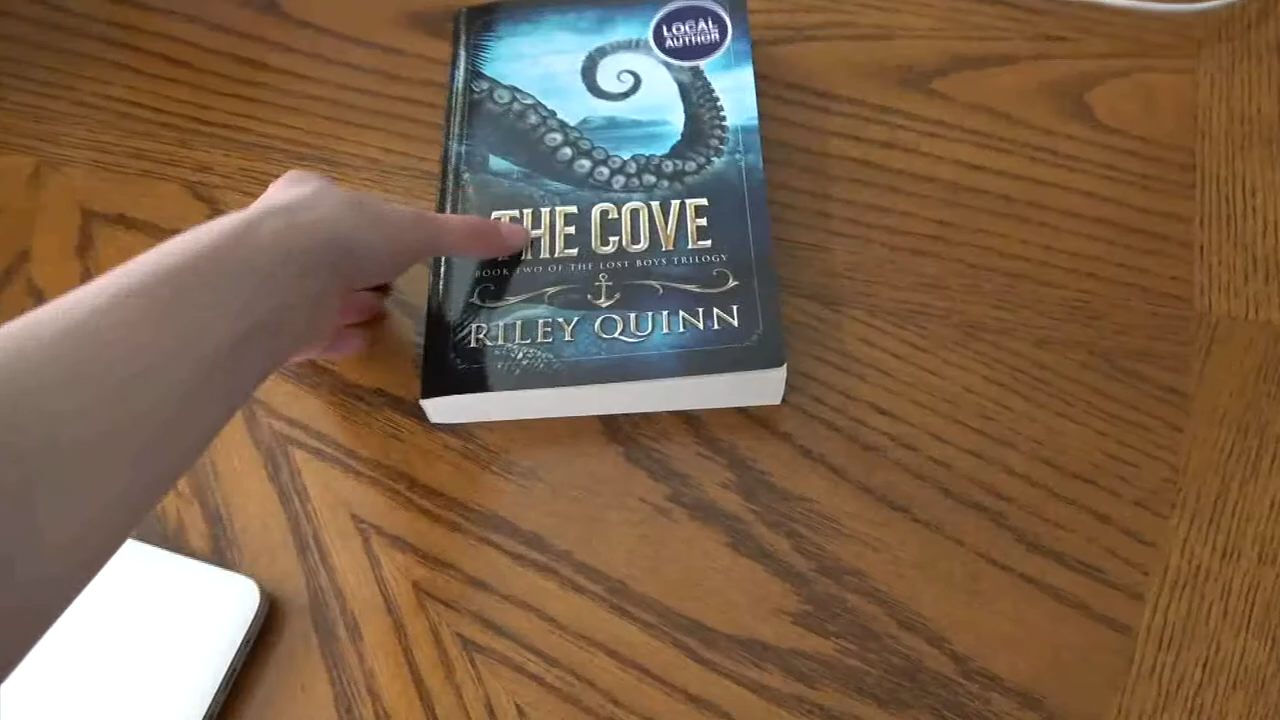 LOCAL
AUTHOR
THE COVE
BOOK TWO OF THE LOST BOYS TRILOGY
RILEY QUINN